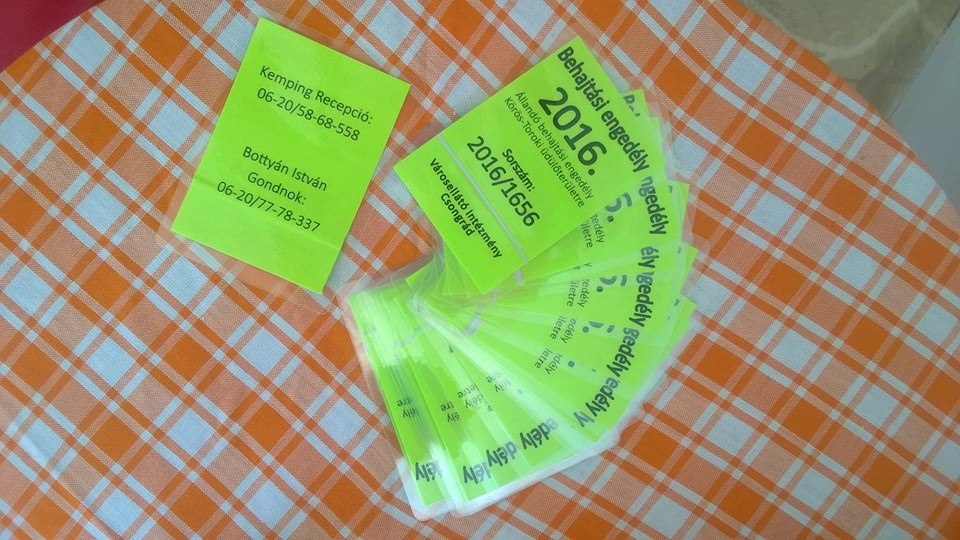 Kemping Recepció:
06-20/58-68-558
Bottyán István
Gondnok:
06-20/77-78-337
Behajtási engedély
2016.
Állandó behajtási engedély
Körös-Toroki üdülőterületre
Sorszám:
2016/1656
Városellátó Intézmény
Csongrád